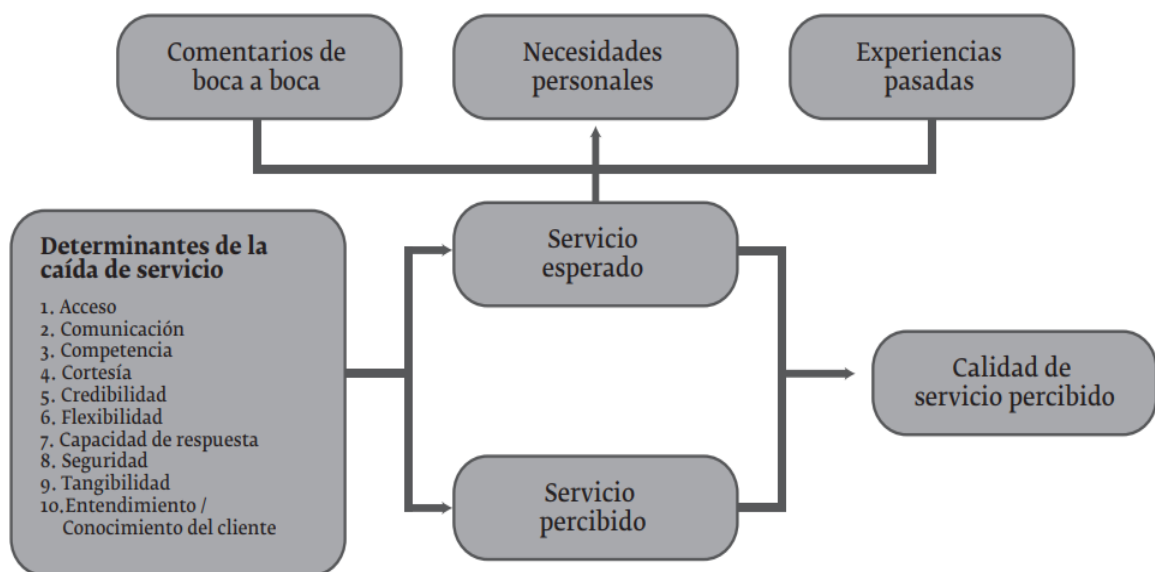 Comentarios de
boca a boca
Necesidades
personales
Experiencias
pasadas
Determinantes de la
caída de servicio
1. Acceso
2. Comunicación
3. Competencia
4. Cortesía
5. Credibilidad
6. Flexibilidad
7. Capacidad de respuesta
8. Seguridad
9. Tangibilidad
10.Entendimiento /
Conocimiento del cliente
Servicio
esperado
Servicio
percibido
Calidad de
servicio percibido